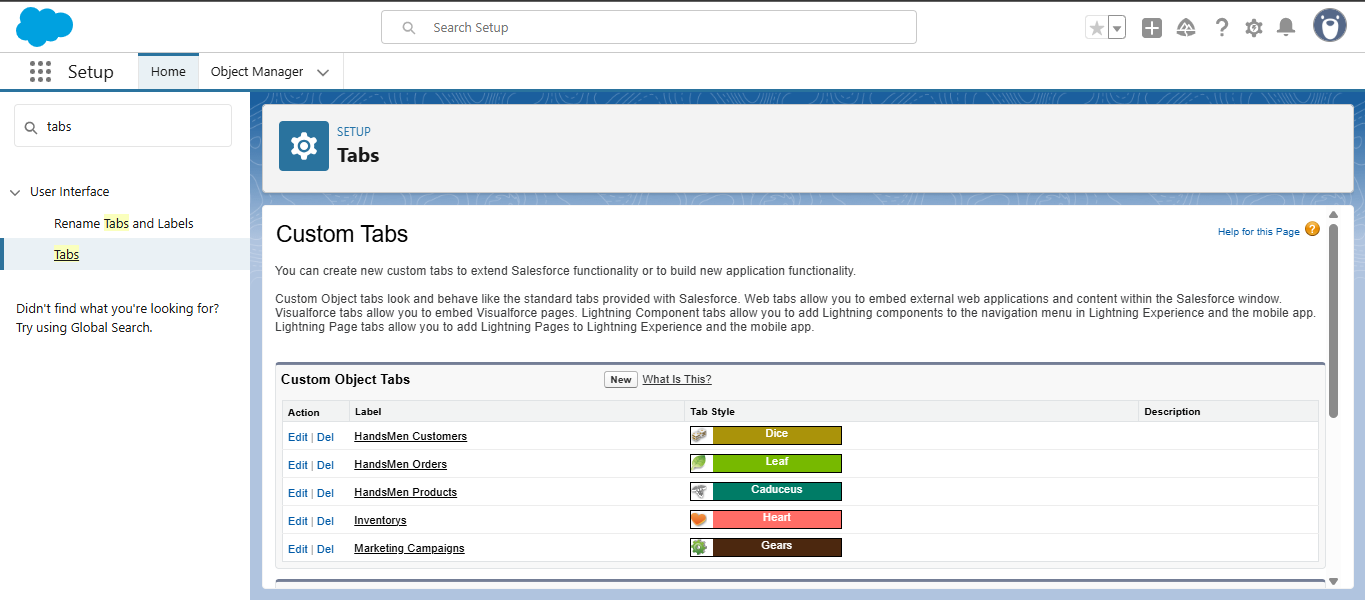 Search Setup
Setup
Home
Object Manager
tabs
User Interface
Rename Tabs and Labels
Tabs
Didn't find what you're looking for?
Try using Global Search.
SETUP
Tabs
Custom Tabs
Help for this Page ?
You can create new custom tabs to extend Salesforce functionality or to build new application functionality.
Custom Object tabs look and behave like the standard tabs provided with Salesforce. Web tabs allow you to embed external web applications and content within the Salesforce window.
Visualforce tabs allow you to embed Visualforce pages. Lightning Component tabs allow you to add Lightning components to the navigation menu in Lightning Experience and the mobile app.
Lightning Page tabs allow you to add Lightning Pages to Lightning Experience and the mobile app.
Custom Object Tabs New What Is This?
Action Label Tab Style Description
Edit | Del HandsMen Customers Dice
Edit | Del HandsMen Orders Leaf
Edit | Del HandsMen Products Caduceus
Edit | Del Inventorys Heart
Edit | Del Marketing Campaigns Gears